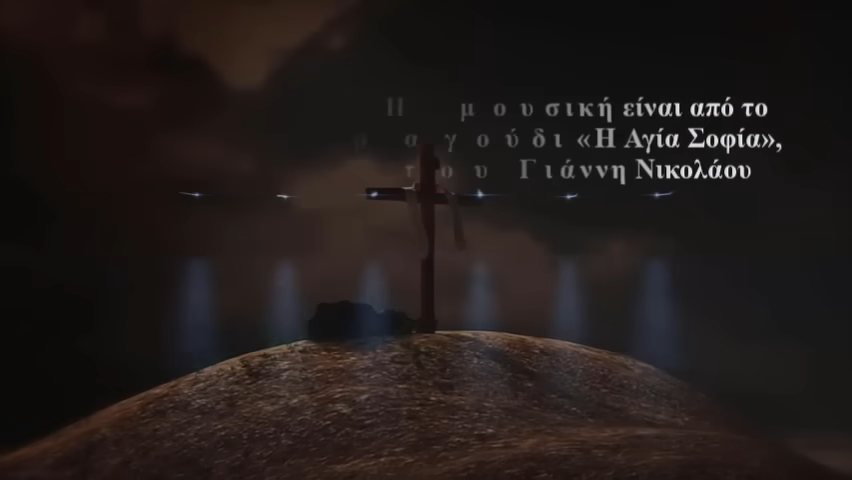 Η μουσική είναι από το
τραγούδι «Η Αγία Σοφία»,
του Γιάννη Νικολάου